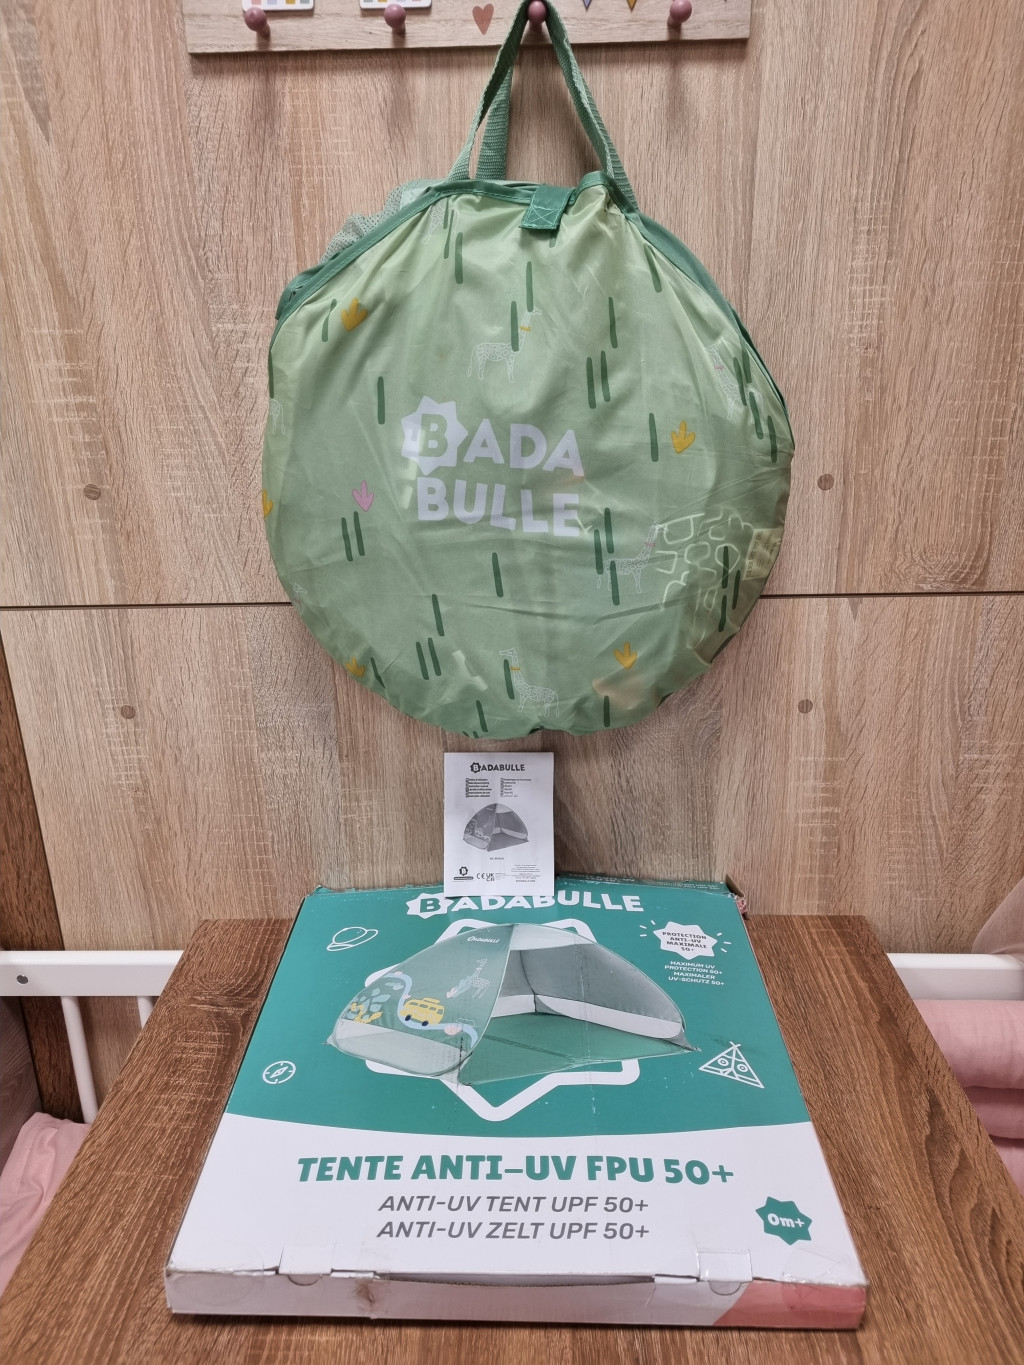 BADA
BULLE
BADABULLE
BADABULLE
PROTECTION
ANTI-UV
MAXIMALE
50+
MAXIMUM UV
PROTECTION 50+
MAXIMALER
UV-SCHUTZ 50+
TENTE ANTI-UV FPU 50+
ANTI-UV TENT UPF 50+
ANTI-UV ZELT UPF 50+
0m+